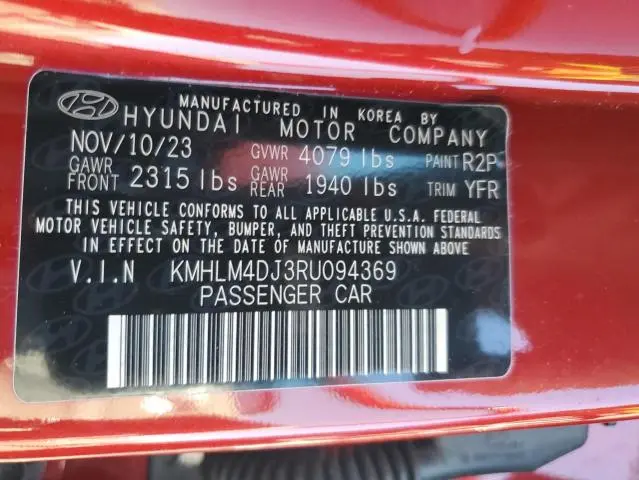 MANUFACTURED IN KOREA BY
HYUNDAI MOTOR COMPANY
NOV/10/23 GVWR 4079 lbs PAINT R2P
GAWR FRONT 2315 lbs GAWR REAR 1940 lbs TRIM YFR
THIS VEHICLE CONFORMS TO ALL APPLICABLE U.S.A. FEDERAL
MOTOR VEHICLE SAFETY, BUMPER, AND THEFT PREVENTION STANDARDS
IN EFFECT ON THE DATE OF MANUFACTURE SHOWN ABOVE.
V.I.N KMHLM4DJ3RU094369
PASSENGER CAR